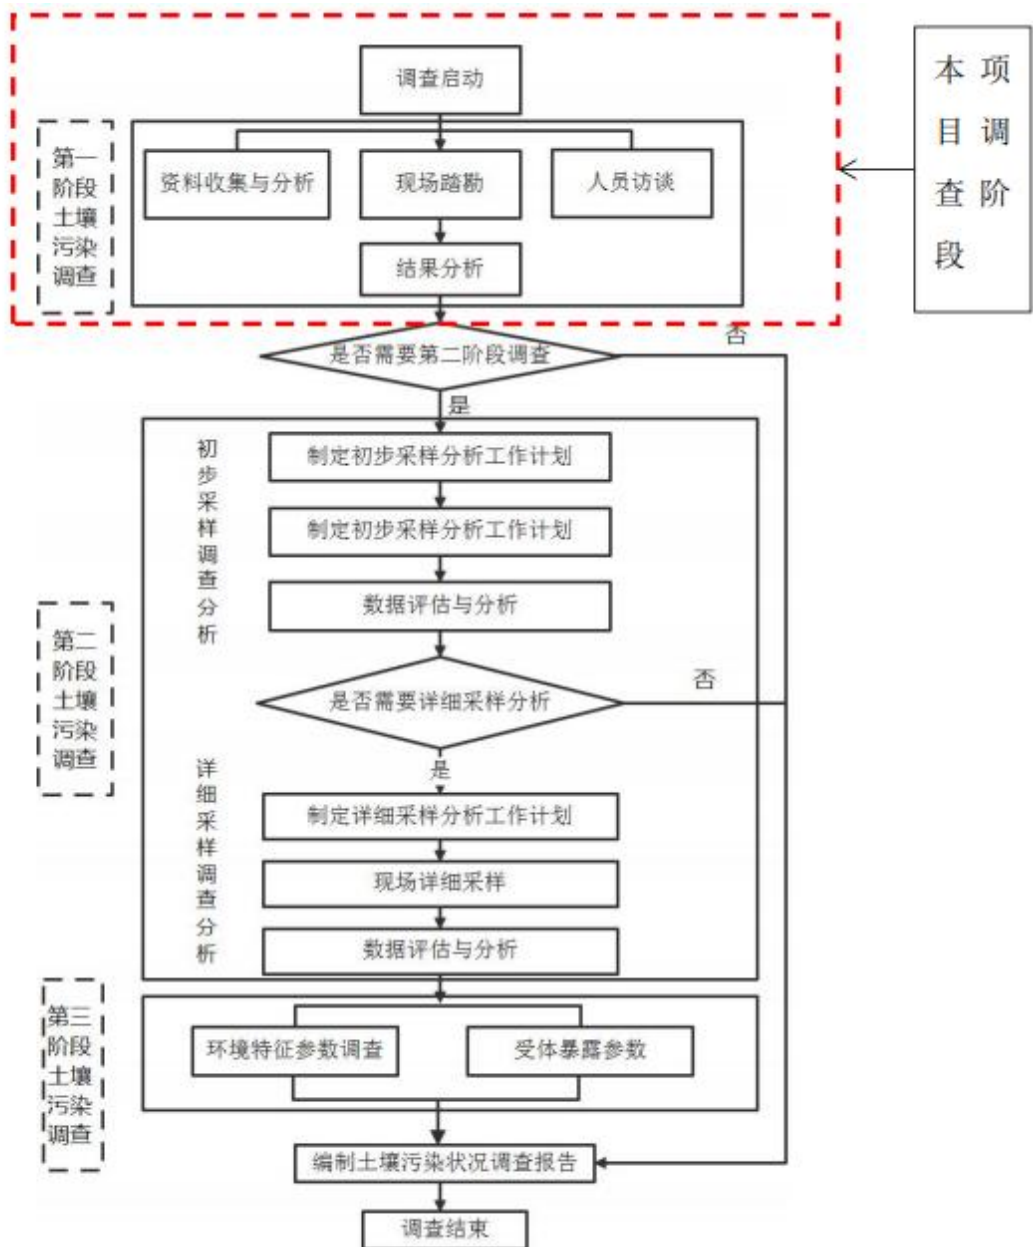 调查启动
第一
阶段
土壤
污染
调查
资料收集与分析
现场踏勘
人员访谈
结果分析
本项
目调
查阶
段
是否需要第二阶段调查
否
是
初步采样调查分析
制定初步采样分析工作计划
制定初步采样分析工作计划
数据评估与分析
第二
阶段
土壤
污染
调查
是否需要详细采样分析
否
是
详细采样调查分析
制定详细采样分析工作计划
现场详细采样
数据评估与分析
第三
阶段
土壤
污染
调查
环境特征参数调查
受体暴露参数
编制土壤污染状况调查报告
调查结束